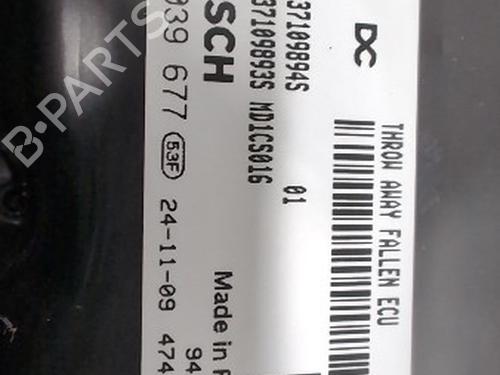 DC
THROW AWAY FALLEN ECU
37109894S
37109893S MD1CS016
01
SCH
039 677 53F 24-11-09 474
Made in
94